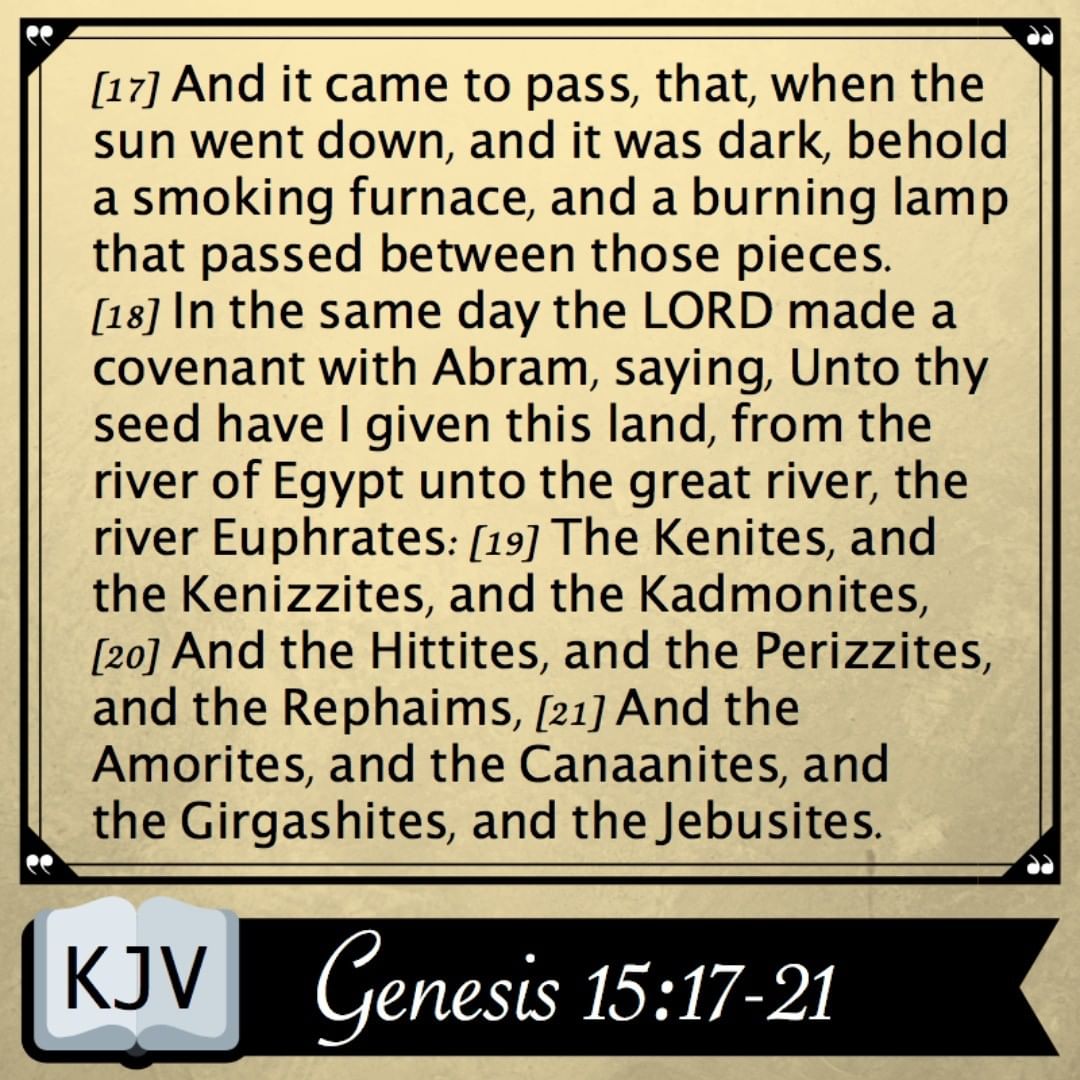 [17] And it came to pass, that, when the
sun went down, and it was dark, behold
a smoking furnace, and a burning lamp
that passed between those pieces.
[18] In the same day the LORD made a
covenant with Abram, saying, Unto thy
seed have I given this land, from the
river of Egypt unto the great river, the
river Euphrates: [19] The Kenites, and
the Kenizzites, and the Kadmonites,
[20] And the Hittites, and the Perizzites,
and the Rephaims, [21] And the
Amorites, and the Canaanites, and
the Girgashites, and the Jebusites.
KJV
Genesis 15:17-21